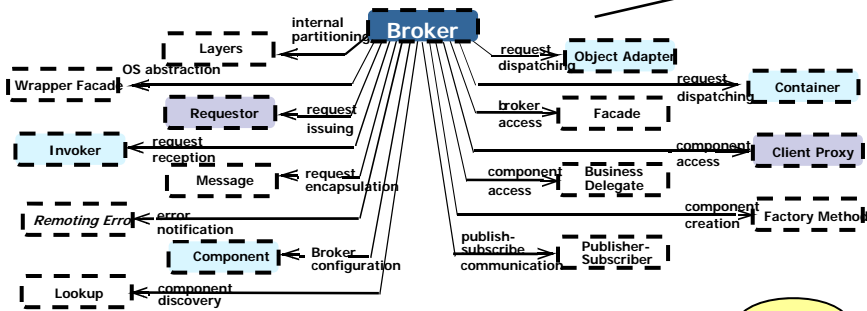 Broker
internal
partitioning
Layers
OS abstraction
Wrapper Facade
request
issuing
Requestor
request
reception
Invoker
request
encapsulation
Message
error
notification
Remoting Erro
Broker
configuration
Component
component
discovery
Lookup
request
dispatching
Object Adapter
request
dispatching
Container
broker
access
Facade
component
access
Client Proxy
component
access
Business
Delegate
component
creation
Factory Method
publish-
subscribe
communication
Publisher-
Subscriber